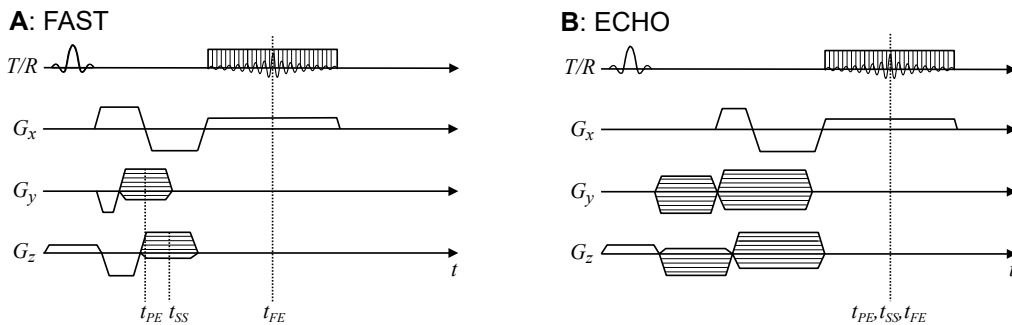 A: FAST
T/R
Gx
Gy
Gz
t
tPE tSS tFE
B: ECHO
T/R
Gx
Gy
Gz
t
tPE,tSS,tFE